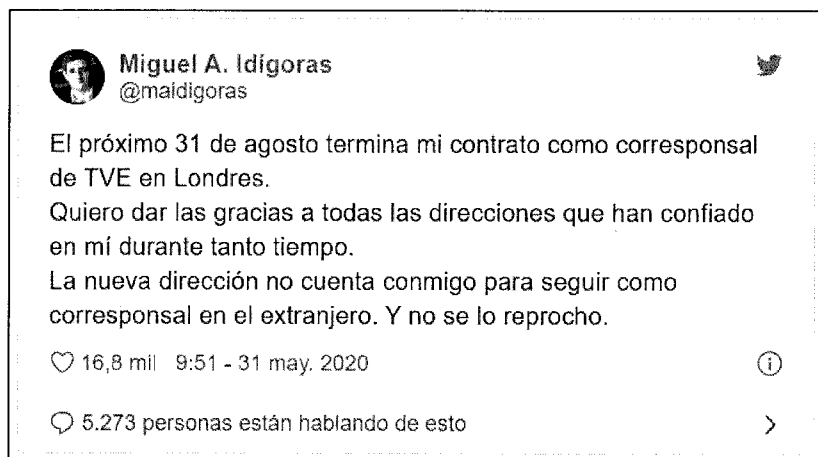 Miguel A. Idígoras
@maidigoras
El próximo 31 de agosto termina mi contrato como corresponsal
de TVE en Londres.
Quiero dar las gracias a todas las direcciones que han confiado
en mí durante tanto tiempo.
La nueva dirección no cuenta conmigo para seguir como
corresponsal en el extranjero. Y no se lo reprocho.
16,8 mil 9:51 - 31 may. 2020
5.273 personas están hablando de esto